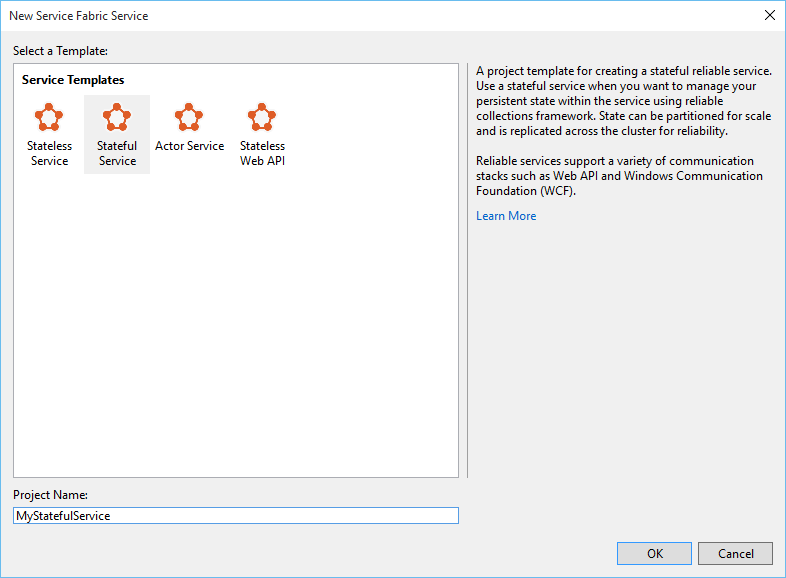 New Service Fabric Service
Select a Template:
Service Templates
Stateless
Service
Stateful
Service
Actor Service
Stateless
Web API
A project template for creating a stateful reliable service.
Use a stateful service when you want to manage your
persistent state within the service using reliable
collections framework. State can be partitioned for scale
and is replicated across the cluster for reliability.
Reliable services support a variety of communication
stacks such as Web API and Windows Communication
Foundation (WCF).
Learn More
Project Name:
MyStatefulService
OK
Cancel